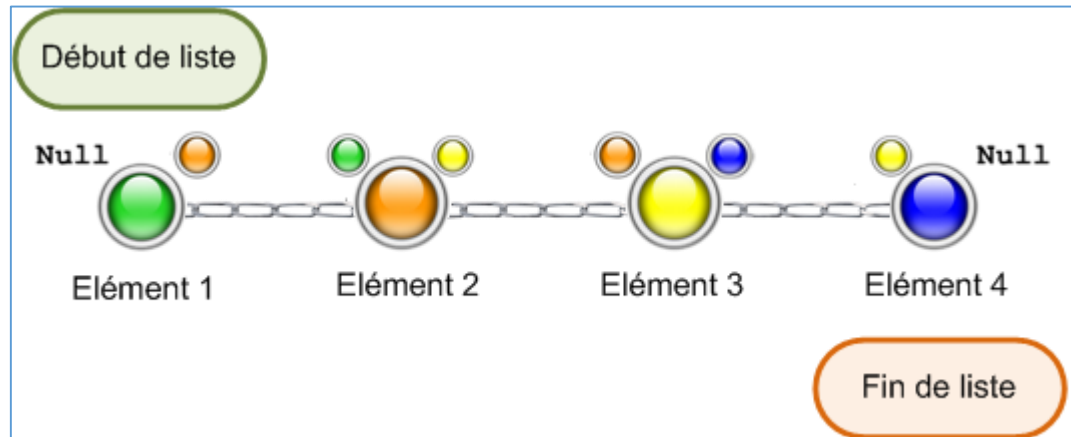 Début de liste
Null
Null
Elément 1
Elément 2
Elément 3
Elément 4
Fin de liste